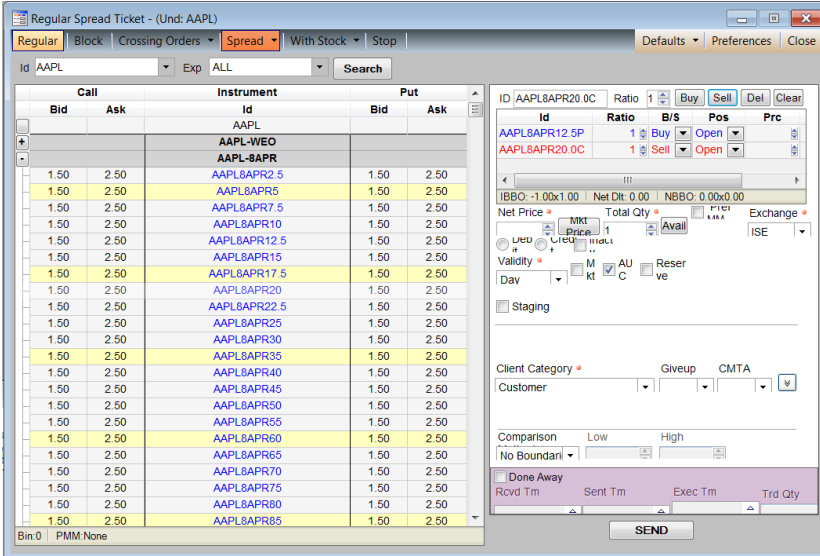 Regular Spread Ticket - (Und: AAPL)
Regular Block Crossing Orders Spread With Stock Stop Defaults Preferences Close
Id AAPL Exp ALL Search
Call Instrument Put
Bid Ask Id Bid Ask
AAPL
+ AAPL-WEO
- AAPL-8APR
1.50 2.50 AAPL8APR2.5 1.50 2.50
1.50 2.50 AAPL8APR5 1.50 2.50
1.50 2.50 AAPL8APR7.5 1.50 2.50
1.50 2.50 AAPL8APR10 1.50 2.50
1.50 2.50 AAPL8APR12.5 1.50 2.50
1.50 2.50 AAPL8APR15 1.50 2.50
1.50 2.50 AAPL8APR17.5 1.50 2.50
1.50 2.50 AAPL8APR20 1.50 2.50
1.50 2.50 AAPL8APR22.5 1.50 2.50
1.50 2.50 AAPL8APR25 1.50 2.50
1.50 2.50 AAPL8APR30 1.50 2.50
1.50 2.50 AAPL8APR35 1.50 2.50
1.50 2.50 AAPL8APR40 1.50 2.50
1.50 2.50 AAPL8APR45 1.50 2.50
1.50 2.50 AAPL8APR50 1.50 2.50
1.50 2.50 AAPL8APR55 1.50 2.50
1.50 2.50 AAPL8APR60 1.50 2.50
1.50 2.50 AAPL8APR65 1.50 2.50
1.50 2.50 AAPL8APR70 1.50 2.50
1.50 2.50 AAPL8APR75 1.50 2.50
1.50 2.50 AAPL8APR80 1.50 2.50
1.50 2.50 AAPL8APR85 1.50 2.50
Bin:0 PMM:None
ID AAPL8APR20.0C Ratio 1 Buy Sell Del Clear
Id Ratio B/S Pos Prc
AAPL8APR12.5P 1 Buy Open
AAPL8APR20.0C 1 Sell Open
IBBO: -1.00x1.00 Net Dlt: 0.00 NBBO: 0.00x0.00
Net Price Total Qty Exchange
Mkt
Price 1 Avail ISE
Validity
Day M
kt AU
C Reser
ve
Staging
Client Category Giveup CMTA
Customer
Comparison Low High
No Boundari
Done Away
Rcvd Tm Sent Tm Exec Tm Trd Qty
SEND